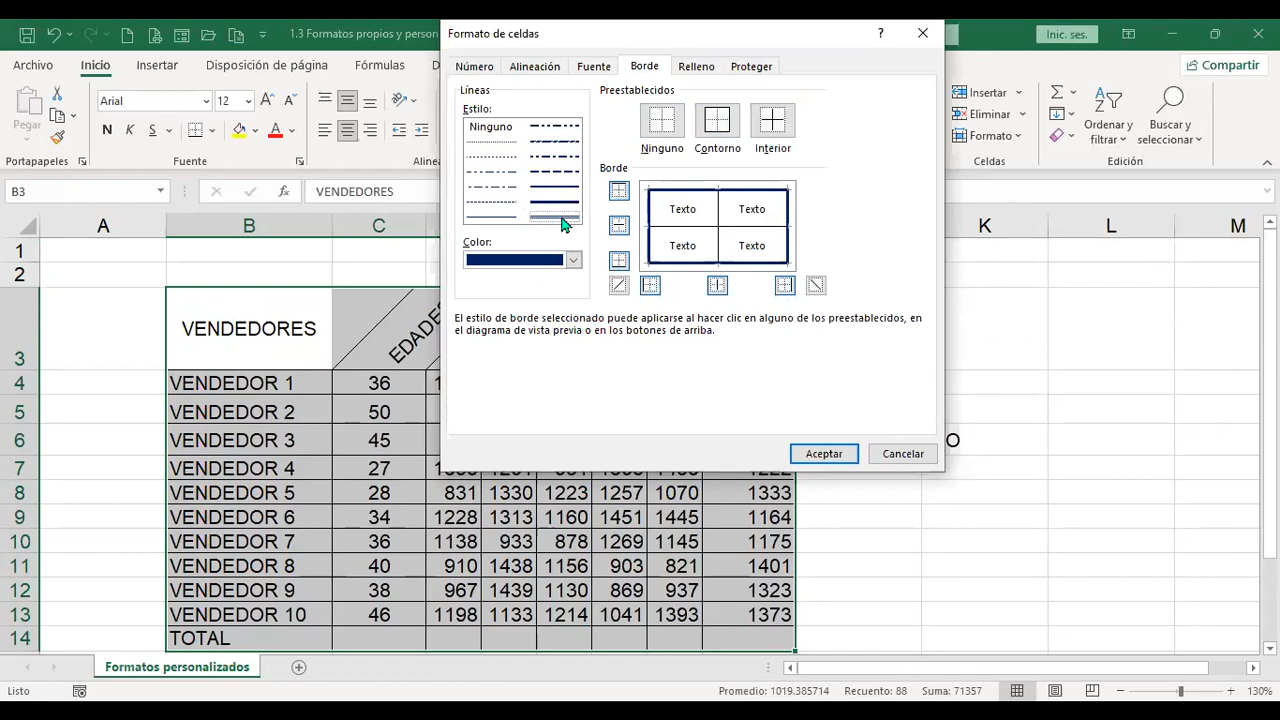 1.3 Formatos propios y person
Formato de celdas
?
Inic. ses.
Archivo
Inicio
Insertar
Disposición de página
Fórmulas
Compartir
Número
Alineación
Fuente
Borde
Relleno
Proteger
Líneas
Estilo:
Ninguno
Color:
Preestablecidos
Ninguno
Contorno
Interior
Borde
Texto Texto
Texto Texto
El estilo de borde seleccionado puede aplicarse al hacer clic en alguno de los preestablecidos, en
el diagrama de vista previa o en los botones de arriba.
Aceptar
Cancelar
Pegar
Portapapeles
Arial
12
N K S
Fuente
Alinea
Insertar
Eliminar
Formato
Celdas
Ordenar y
filtrar
Buscar y
seleccionar
Edición
B3
fx
VENDEDORES
A B C K L M
1
2
3 VENDEDORES EDADES
4 VENDEDOR 1 36 1
5 VENDEDOR 2 50
6 VENDEDOR 3 45 O
7 VENDEDOR 4 27
8 VENDEDOR 5 28 831 1330 1223 1257 1070 1333
9 VENDEDOR 6 34 1228 1313 1160 1451 1445 1164
10 VENDEDOR 7 36 1138 933 878 1269 1145 1175
11 VENDEDOR 8 40 910 1438 1156 903 821 1401
12 VENDEDOR 9 38 967 1439 1130 869 937 1323
13 VENDEDOR 10 46 1198 1133 1214 1041 1393 1373
14 TOTAL
Formatos personalizados
Listo
Promedio: 1019.385714 Recuento: 88 Suma: 71357
130%